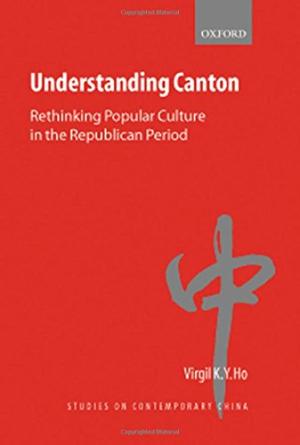 OXFORD
Understanding Canton
Rethinking Popular Culture
in the Republican Period
中
Virgil K.Y. Ho
STUDIES ON CONTEMPORARY CHINA